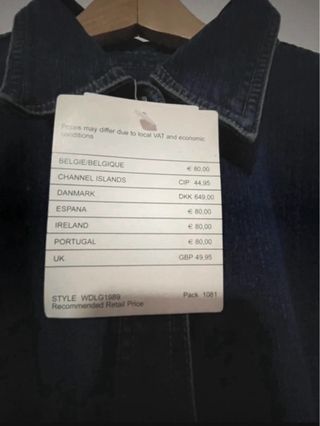 Prices may differ due to local VAT and economic
conditions
BELGIE/BELGIQUE € 80,00
CHANNEL ISLANDS CIP 44,95
DANMARK DKK 649,00
ESPANA € 80,00
IRELAND € 80,00
PORTUGAL € 80,00
UK GBP 49,95
STYLE WDLG1989 Pack 1081
Recommended Retail Price